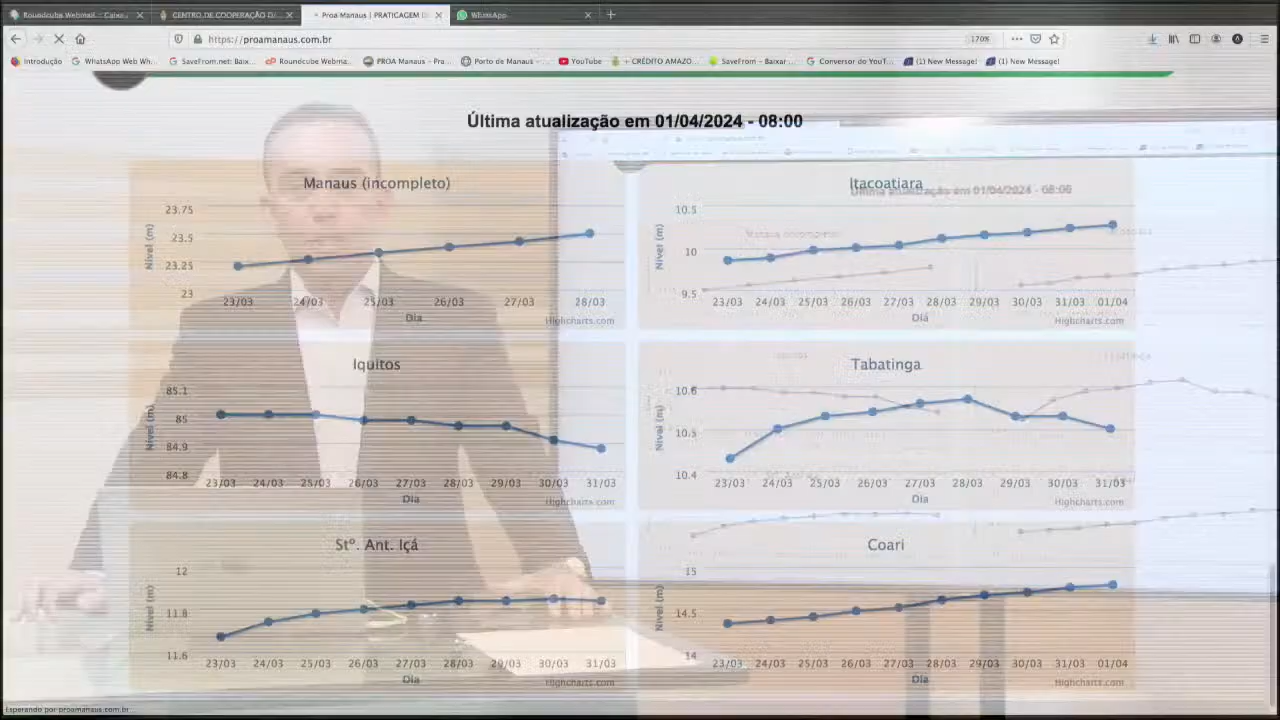 Roundcube Webmail :: Caixa...
CENTRO DE COOPERAÇÃO D/...
Proa Manaus | PRATICAGEM D
WhatsApp
https://proamanaus.com.br
170%
Introdução
WhatsApp Web Wh...
SaveFrom.net: Baix...
Roundcube Webma...
PROA Manaus - Pra...
Porto de Manaus - ...
YouTube
+ CRÉDITO AMAZO...
SaveFrom - Baixar ...
Conversor do YouT...
(1) New Message!
(1) New Message!
Última atualização em 01/04/2024 - 08:00
Última atualização em 01/04/2024 - 08:00
Manaus (incompleto)
Nível (m)
23.75
23.5
23.25
23
23/03 24/03 25/03 26/03 27/03 28/03
Dia
Highcharts.com
Itacoatiara
Nível (m)
10.5
10
9.5
23/03 24/03 25/03 26/03 27/03 28/03 29/03 30/03 31/03 01/04
Dia
Highcharts.com
Manaus (incompleto)
Iquitos
Nível (m)
85.1
85
84.9
84.8
23/03 24/03 25/03 26/03 27/03 28/03 29/03 30/03 31/03
Dia
Highcharts.com
Tabatinga
Nível (m)
10.6
10.5
10.4
23/03 24/03 25/03 26/03 27/03 28/03 29/03 30/03 31/03
Dia
Highcharts.com
Stº. Ant. Içá
Nível (m)
12
11.8
11.6
23/03 24/03 25/03 26/03 27/03 28/03 29/03 30/03 31/03
Dia
Highcharts.com
Coari
Nível (m)
15
14.5
14
23/03 24/03 25/03 26/03 27/03 28/03 29/03 30/03 31/03 01/04
Dia
Highcharts.com
Esperando por proamanaus.com.br...